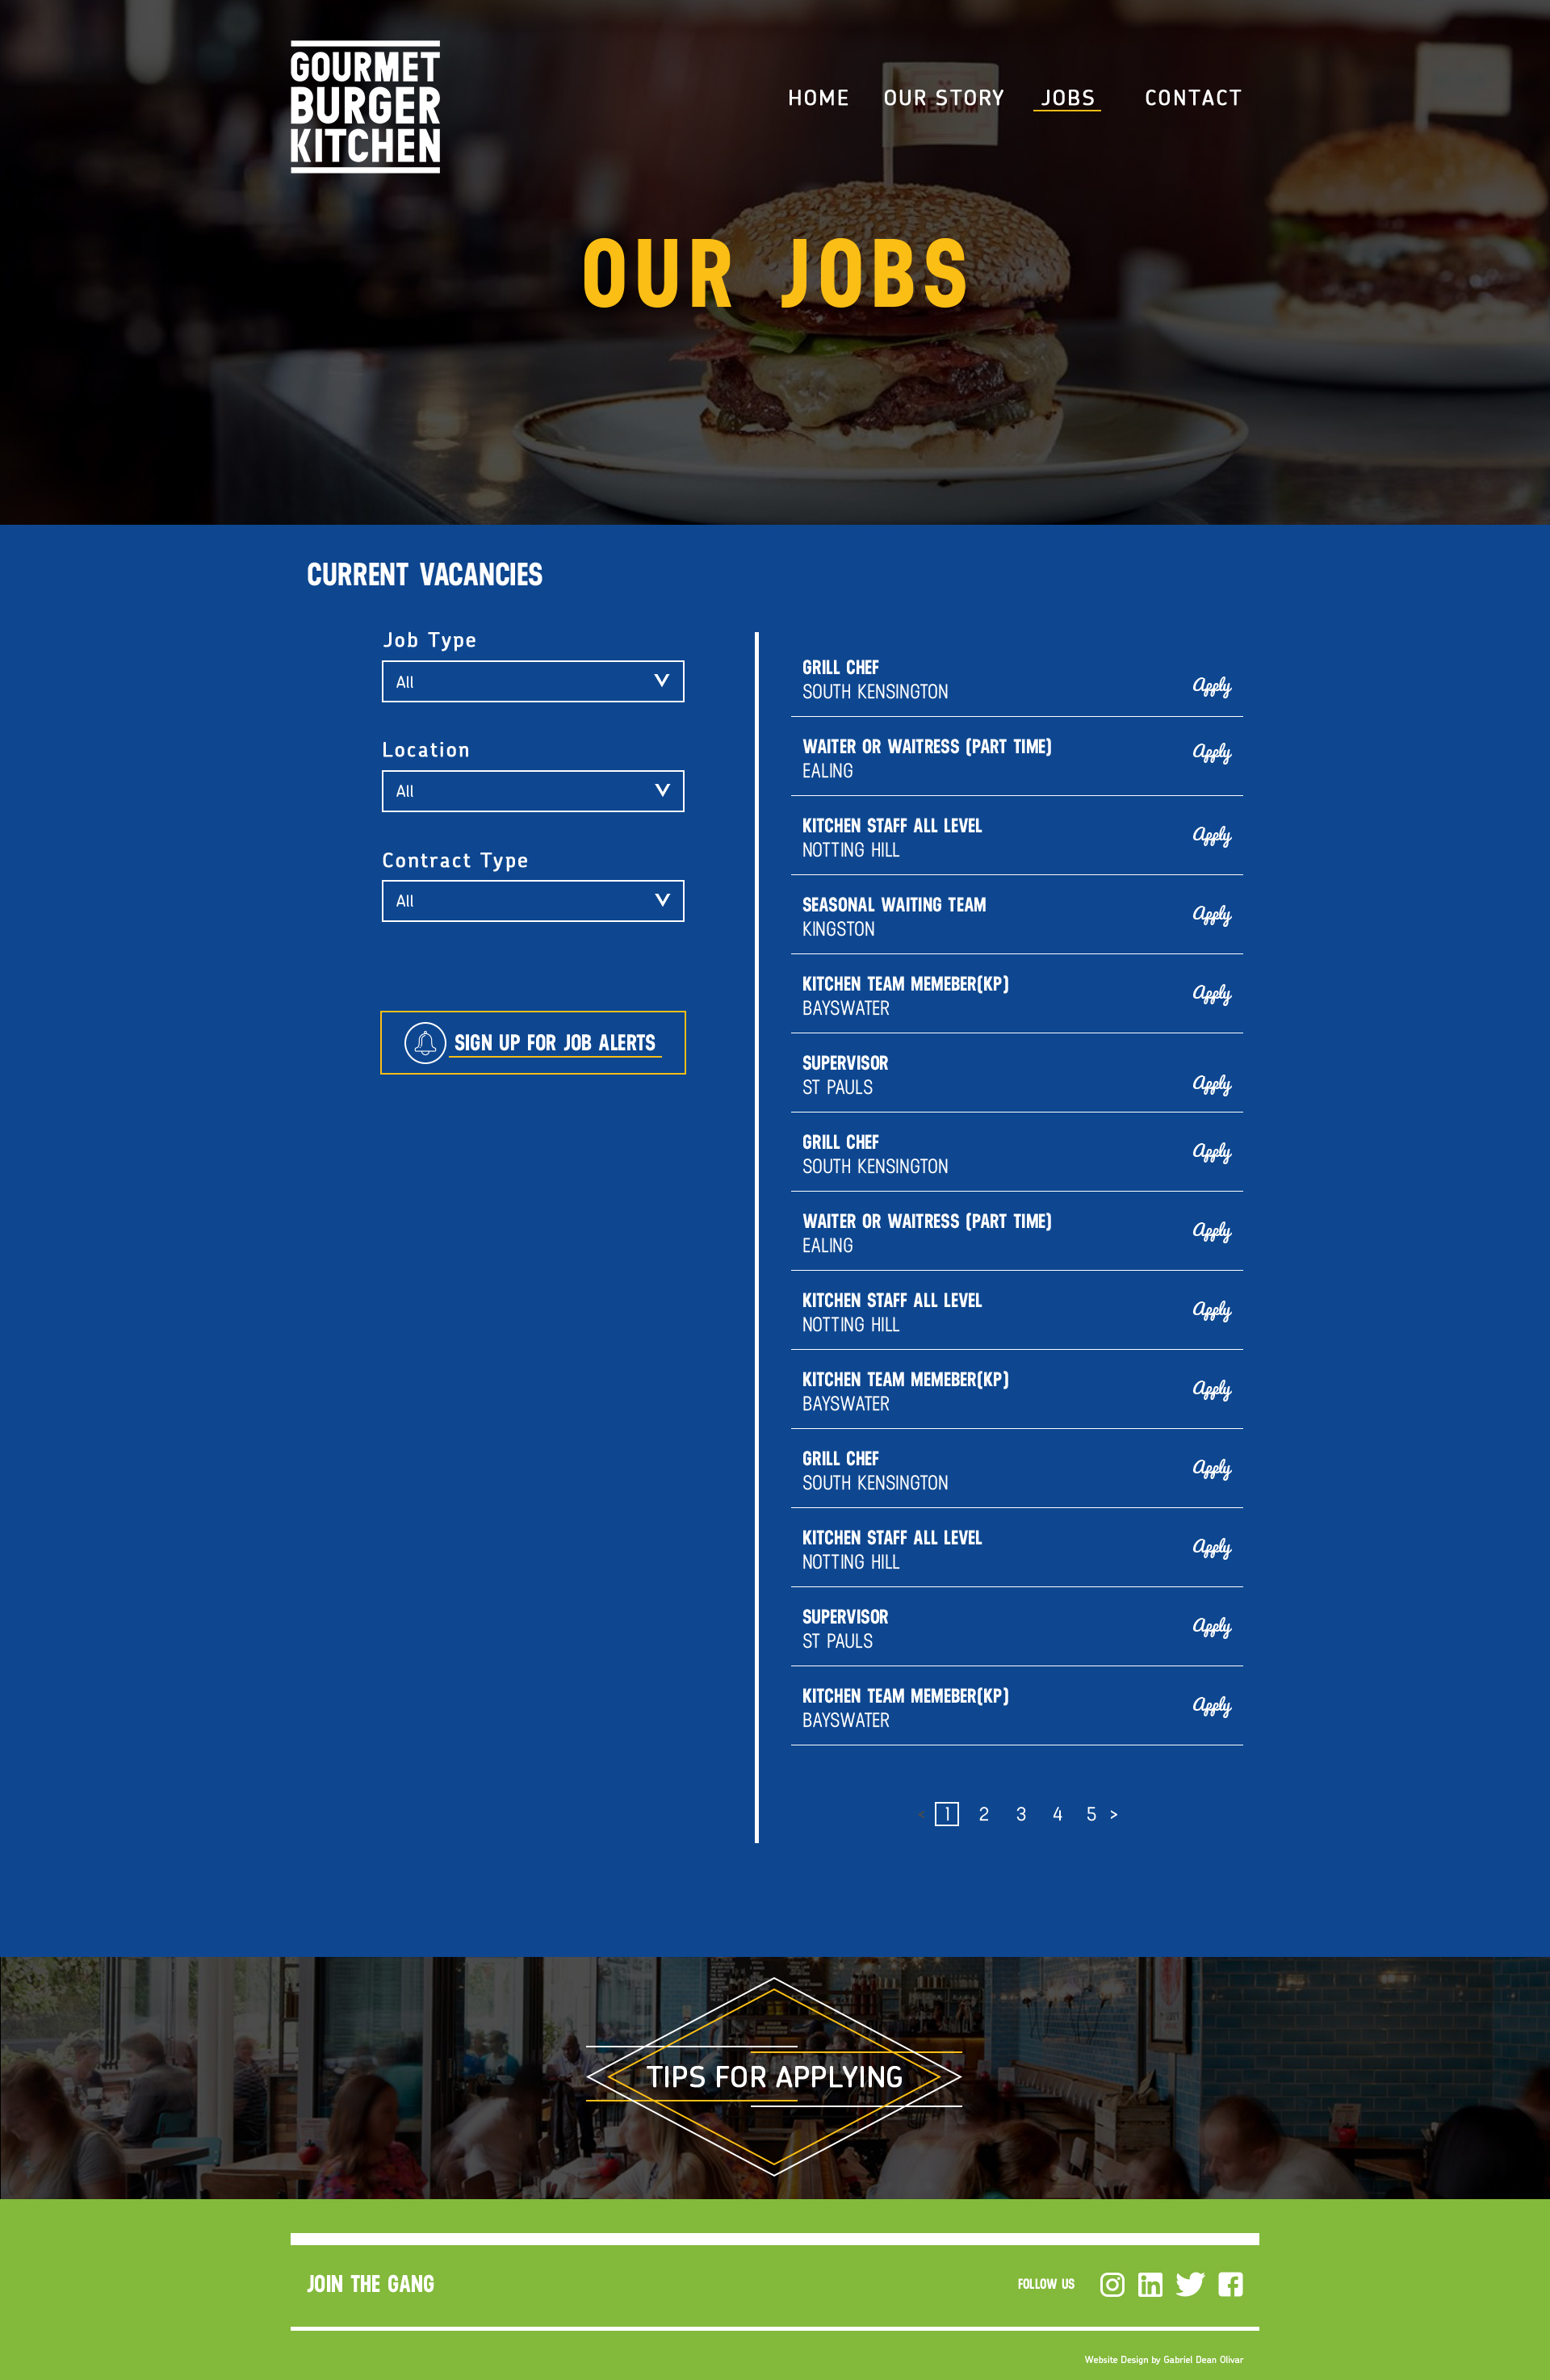 GOURMET
BURGER
KITCHEN
HOME OUR STORY JOBS CONTACT
MEDIUM
OUR JOBS
CURRENT VACANCIES
Job Type
All
Location
All
Contract Type
All
SIGN UP FOR JOB ALERTS
GRILL CHEF
SOUTH KENSINGTON
Apply
WAITER OR WAITRESS (PART TIME)
EALING
Apply
KITCHEN STAFF ALL LEVEL
NOTTING HILL
Apply
SEASONAL WAITING TEAM
KINGSTON
Apply
KITCHEN TEAM MEMEBER(KP)
BAYSWATER
Apply
SUPERVISOR
ST PAULS
Apply
GRILL CHEF
SOUTH KENSINGTON
Apply
WAITER OR WAITRESS (PART TIME)
EALING
Apply
KITCHEN STAFF ALL LEVEL
NOTTING HILL
Apply
KITCHEN TEAM MEMEBER(KP)
BAYSWATER
Apply
GRILL CHEF
SOUTH KENSINGTON
Apply
KITCHEN STAFF ALL LEVEL
NOTTING HILL
Apply
SUPERVISOR
ST PAULS
Apply
KITCHEN TEAM MEMEBER(KP)
BAYSWATER
Apply
< 1 2 3 4 5 >
TIPS FOR APPLYING
JOIN THE GANG
FOLLOW US
Website Design by Gabriel Dean Olivar